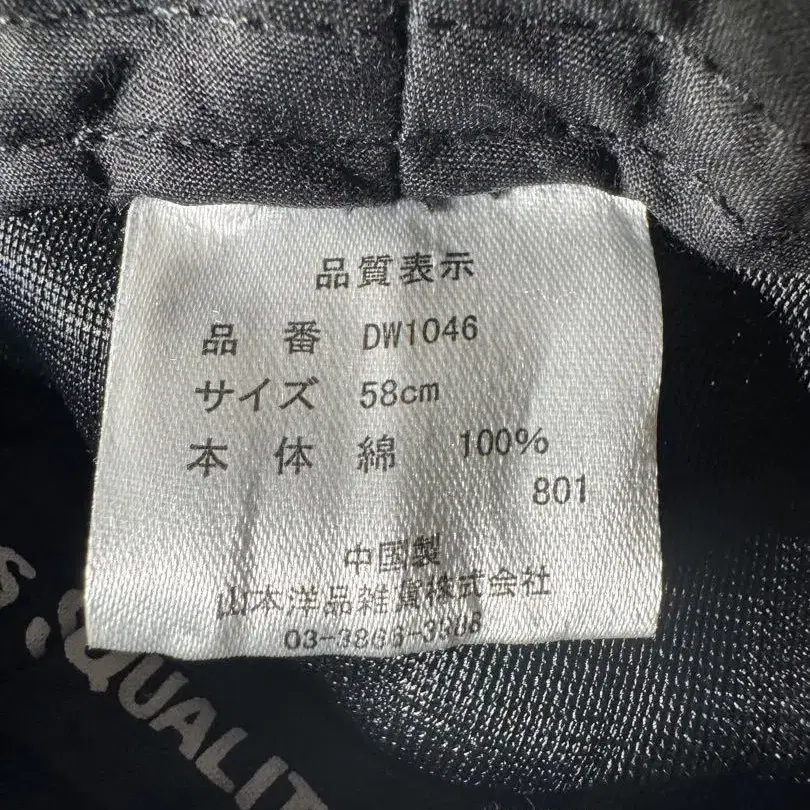 品質表示
品 番 DW1046
サイズ 58cm
本 体 綿 100%
801
中国製
山本洋品雑貨株式会社
S.QUALIT